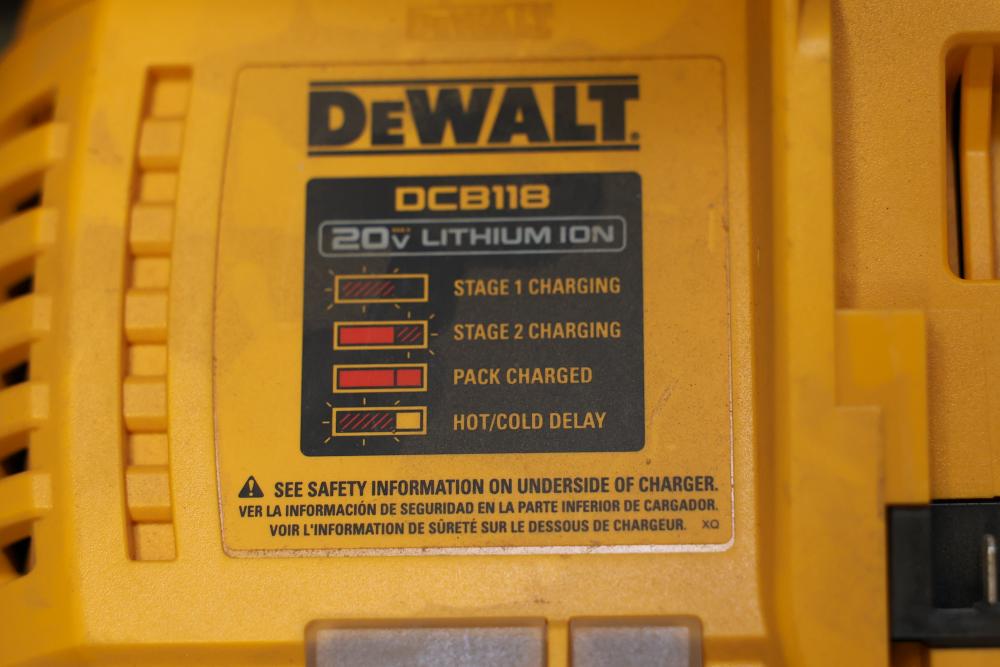 DEWALT
DEWALT.
DCB118
20V MAX LITHIUM ION
STAGE 1 CHARGING
STAGE 2 CHARGING
PACK CHARGED
HOT/COLD DELAY
SEE SAFETY INFORMATION ON UNDERSIDE OF CHARGER.
VER LA INFORMACIÓN DE SEGURIDAD EN LA PARTE INFERIOR DE CARGADOR.
VOIR L'INFORMATION DE SÛRETÉ SUR LE DESSOUS DE CHARGEUR. XQ